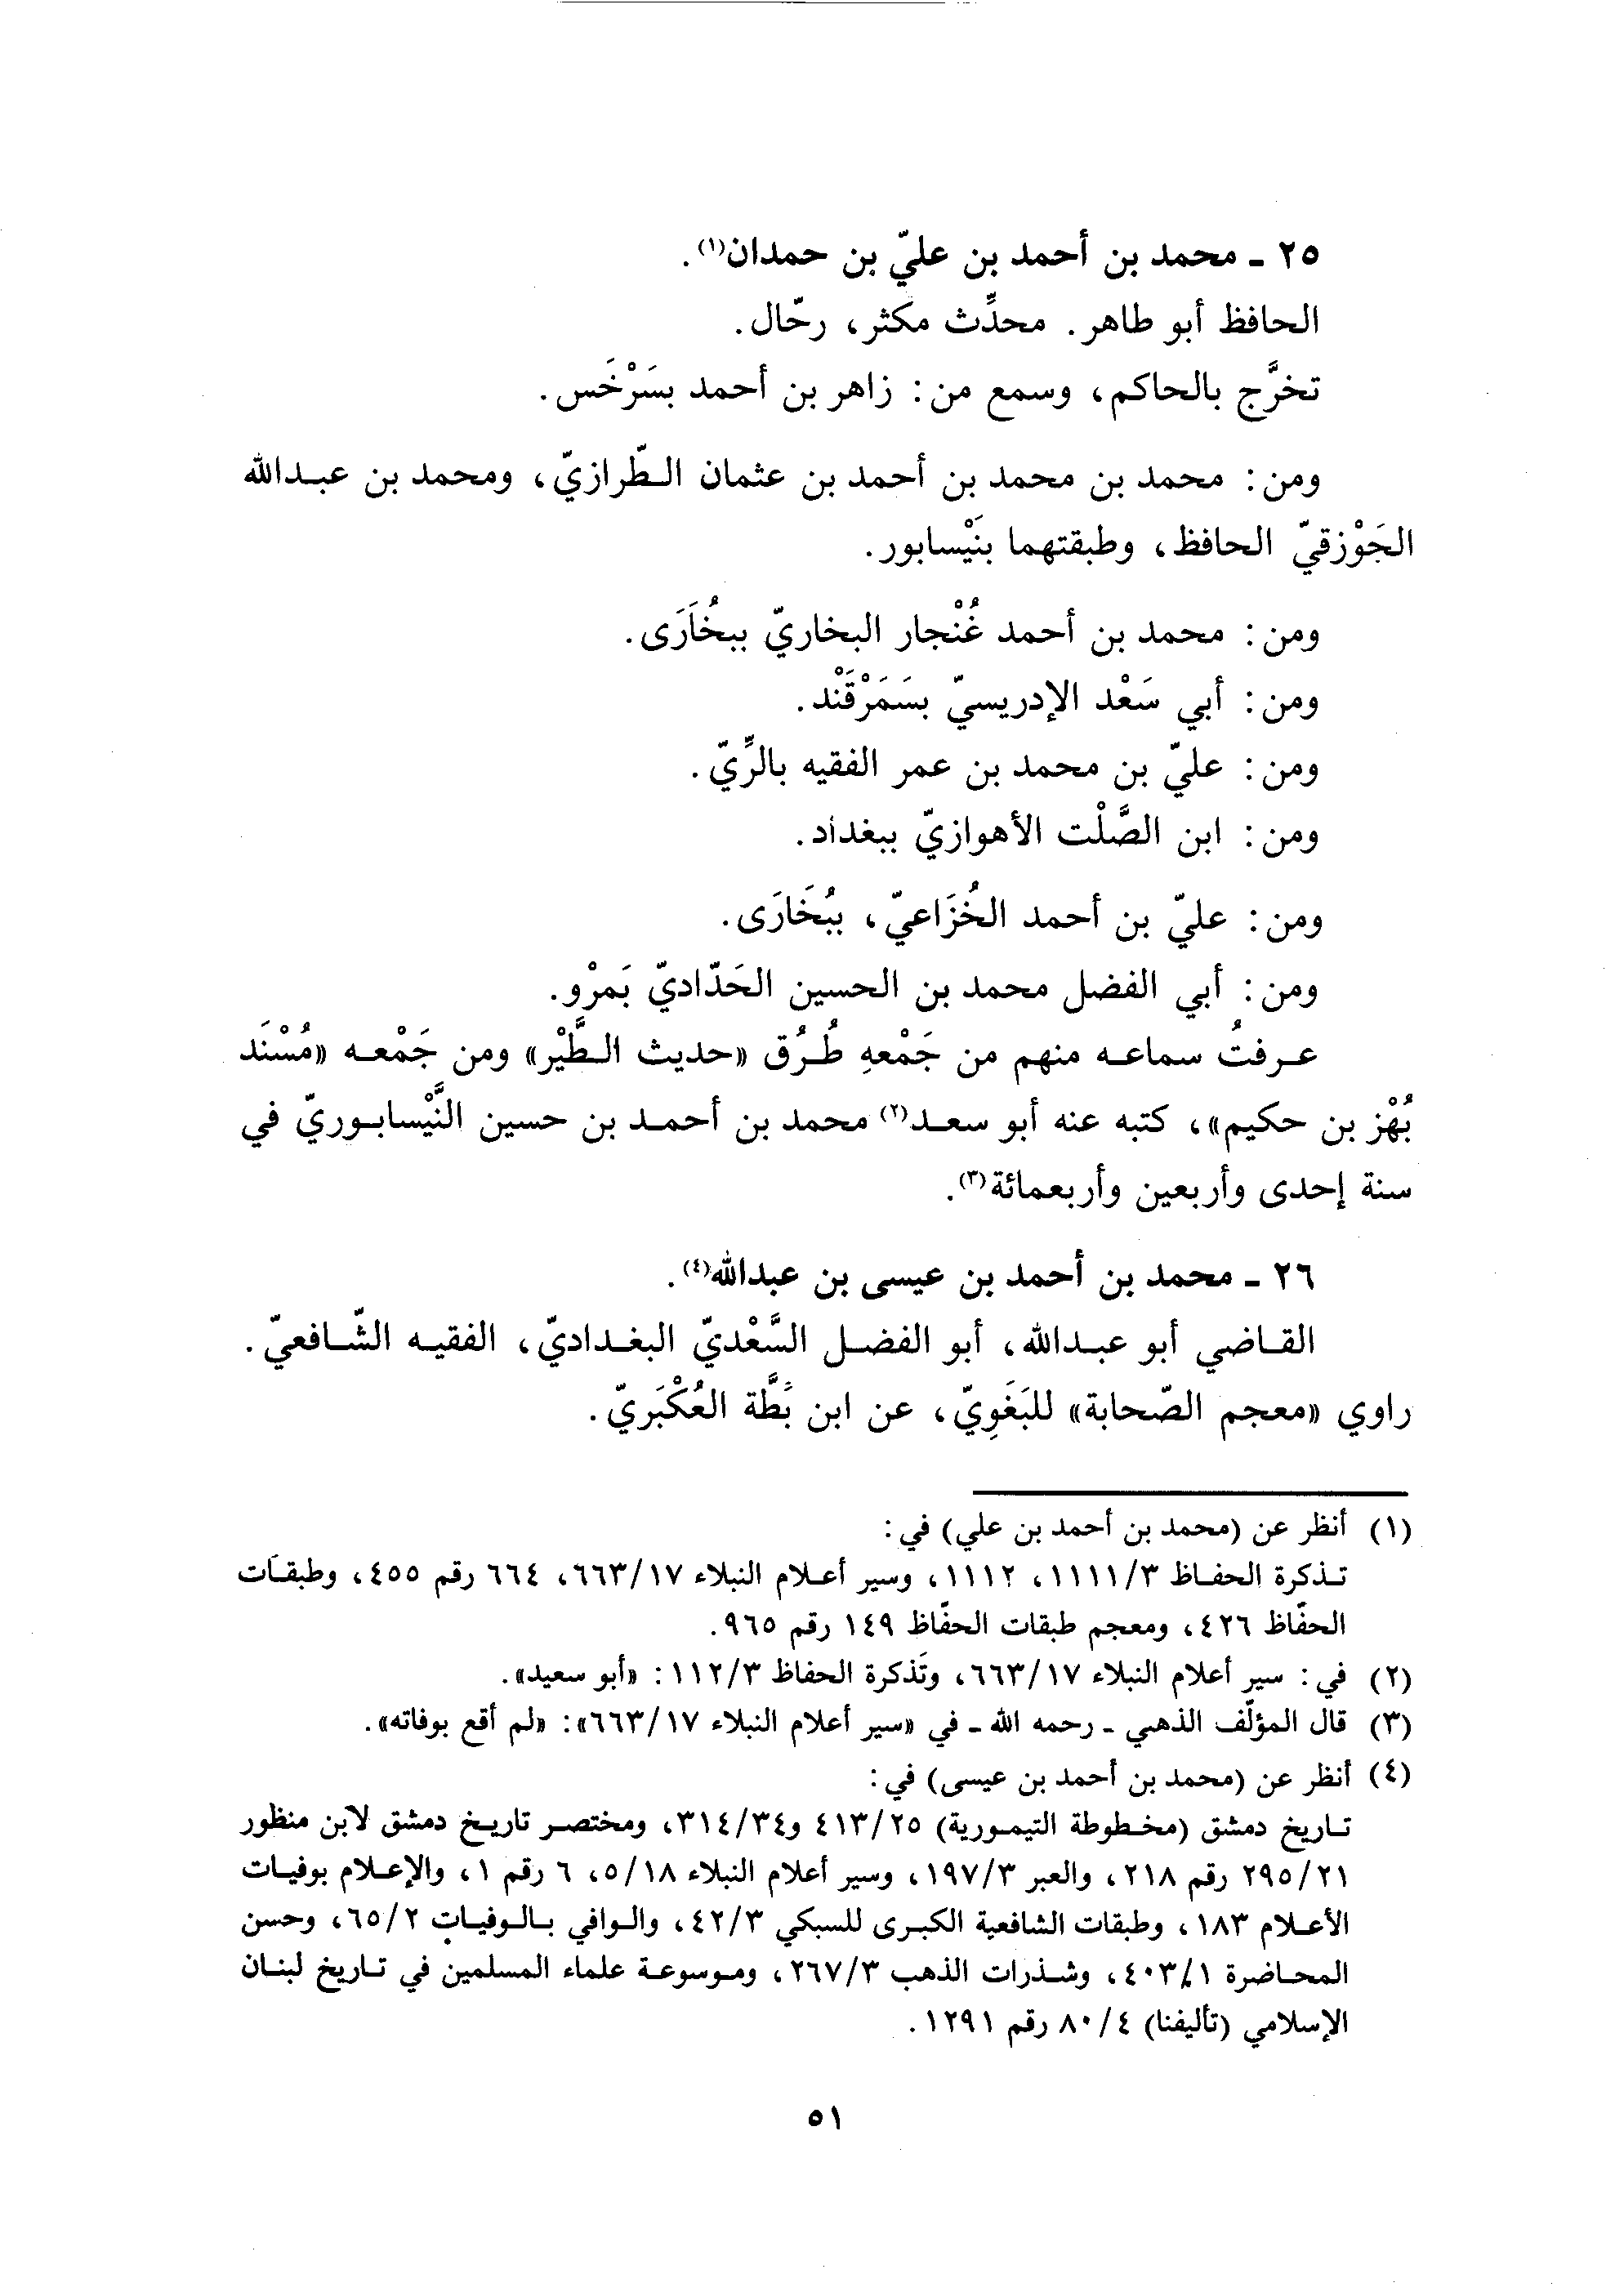 ٢٥ ـ محمد بن أحمد بن عليّ بن حمدان(١).
الحافظ أبو طاهر. محدِّث مكثر، رحّال.
تخرَّج بالحاكم، وسمع من: زاهر بن أحمد بسَرْخَس.
ومن: محمد بن محمد بن أحمد بن عثمان الطّرازيّ، ومحمد بن عبدالله
الجَوْزقيّ الحافظ، وطبقتهما بنَيْسابور.
ومن: محمد بن أحمد غُنْجار البخاريّ ببخُاَرَى.
ومن: أبي سَعْد الإدريسيّ بسَمَرْقَنْد.
ومن: عليّ بن محمد بن عمر الفقيه بالرِّيّ.
ومن: ابن الصَّلْت الأهوازيّ ببغداد.
ومن: عليّ بن أحمد الخُزَاعيّ، ببُخَارَى.
ومن: أبي الفضل محمد بن الحسين الحَدّاديّ بَمرْو.
عرفتُ سماعه منهم من جَمْعهِ طُرُق «حديث الطَّيْر» ومن جَمْعه «مُسْنَد
بُهْز بن حكيم»، كتبه عنه أبو سعد(٢) محمد بن أحمد بن حسين النَّيْسابوريّ في
سنة إحدى وأربعين وأربعمائة(٣).
٢٦ ـ محمد بن أحمد بن عيسى بن عبدالله(٤).
القاضي أبو عبدالله، أبو الفضل السَّعْديّ البغداديّ، الفقيه الشّافعيّ.
راوي «معجم الصّحابة» للبَغَوِيّ، عن ابن بَطَّة العُكْبَريّ.
(١) أنظر عن (محمد بن أحمد بن علي) في:
تذكرة الحفاظ ٣/١١١١، ١١١٢، وسير أعلام النبلاء ١٧/٦٦٣، ٦٦٤ رقم ٤٥٥، وطبقات
الحفّاظ ٤٢٦، ومعجم طبقات الحفّاظ ١٤٩ رقم ٩٦٥.
(٢) في: سير أعلام النبلاء ١٧/٦٦٣، وتذكرة الحفاظ ٣/١١٢: «أبو سعيد».
(٣) قال المؤلّف الذهبي ـ رحمه الله ـ في «سير أعلام النبلاء ١٧/٦٦٣»: «لم أقع بوفاته».
(٤) أنظر عن (محمد بن أحمد بن عيسى) في:
تاريخ دمشق (مخطوطة التيمورية) ٢٥/٤١٣ و٣٤/٣١٤، ومختصر تاريخ دمشق لابن منظور
٢١/٢٩٥ رقم ٢١٨، والعبر ٣/١٩٧، وسير أعلام النبلاء ١٨/٥، ٦ رقم ١، والإعلام بوفيات
الأعلام ١٨٣، وطبقات الشافعية الكبرى للسبكي ٣/٤٢، والوافي بالوفيات ٢/٦٥، وحسن
المحاضرة ١/٤٠٣، وشذرات الذهب ٣/٢٦٧، وموسوعة علماء المسلمين في تاريخ لبنان
الإسلامي (تأليفنا) ٤/٨٠ رقم ١٢٩١.
٥١